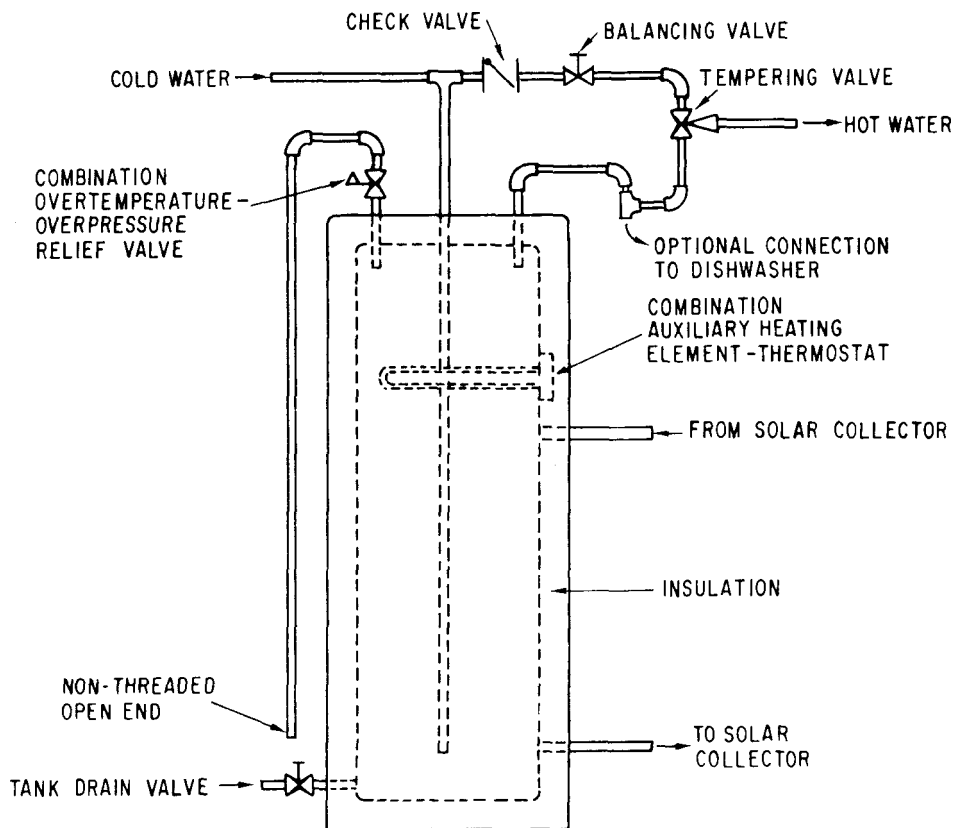 CHECK VALVE
BALANCING VALVE
COLD WATER
TEMPERING VALVE
HOT WATER
COMBINATION
OVERTEMPERATURE-
OVERPRESSURE
RELIEF VALVE
OPTIONAL CONNECTION
TO DISHWASHER
COMBINATION
AUXILIARY HEATING
ELEMENT-THERMOSTAT
FROM SOLAR COLLECTOR
INSULATION
NON-THREADED
OPEN END
TO SOLAR
COLLECTOR
TANK DRAIN VALVE